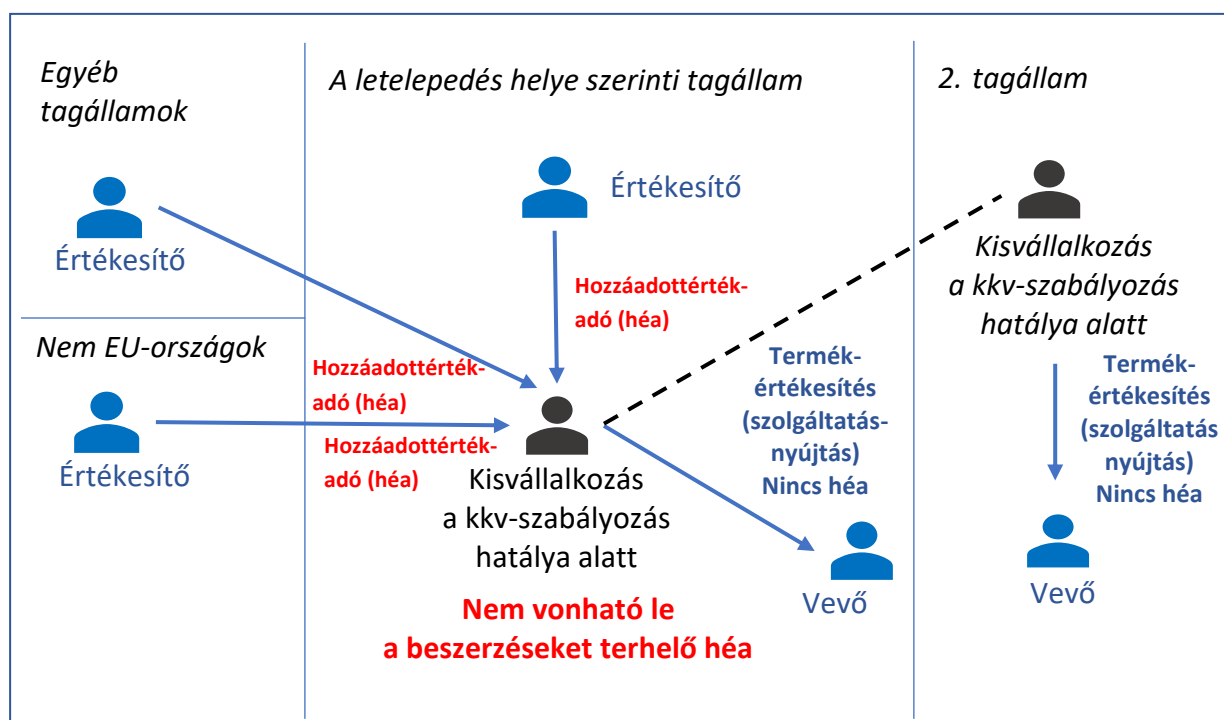 Egyéb
tagállamok
Értékesítő
Nem EU-országok
Értékesítő
A letelepedés helye szerinti tagállam
Értékesítő
Hozzáadottérték-
adó (héa)
Hozzáadottérték-
adó (héa)
Hozzáadottérték-
adó (héa)
Kisvállalkozás
a kkv-szabályozás
hatálya alatt
Nem vonható le
a beszerzéseket terhelő héa
Termék-
értékesítés
(szolgáltatás-
nyújtás)
Nincs héa
Vevő
2. tagállam
Kisvállalkozás
a kkv-szabályozás
hatálya alatt
Termék-
értékesítés
(szolgáltatás
nyújtás)
Nincs héa
Vevő